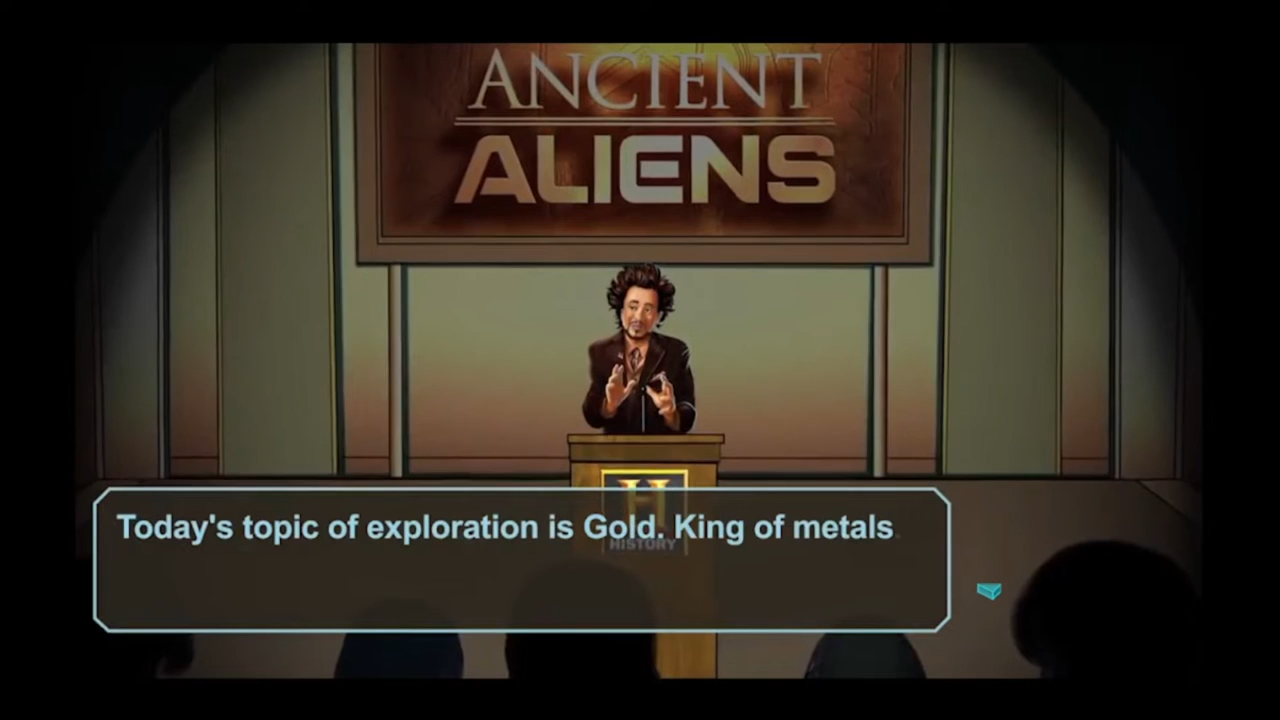 ANCIENT
ALIENS
H
Today's topic of exploration is Gold. King of metals.
HISTORY